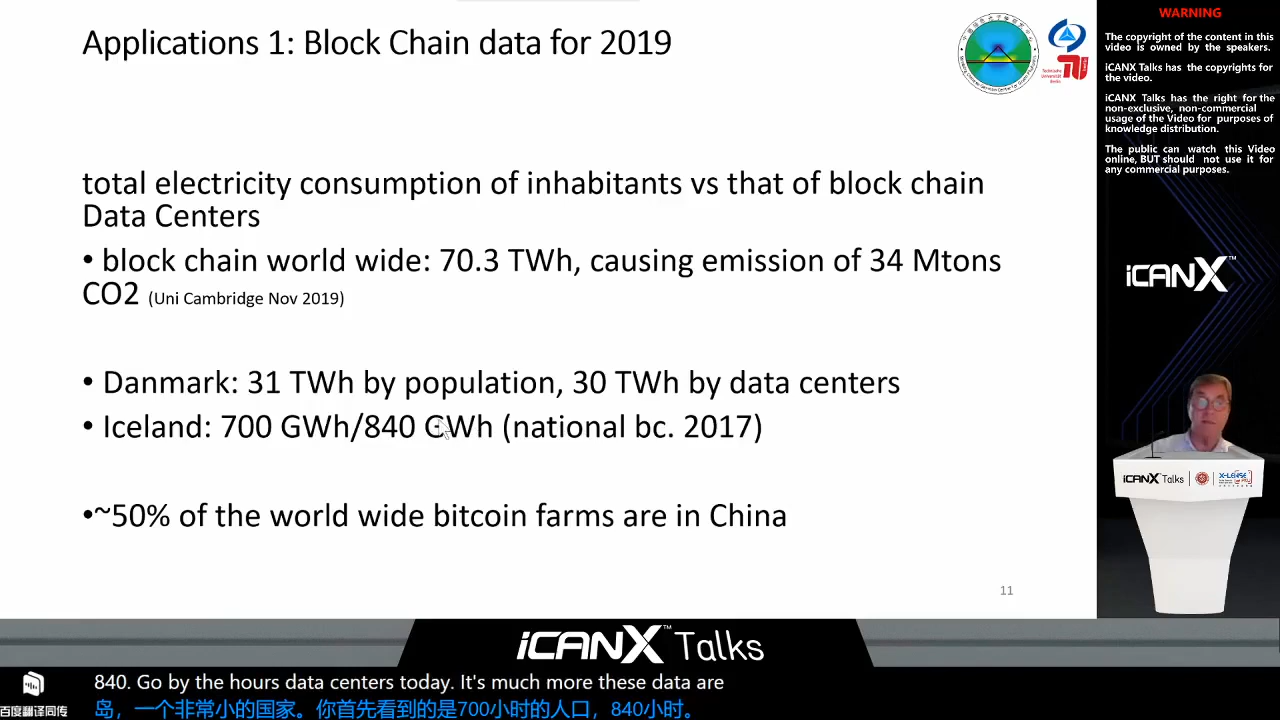 Applications 1: Block Chain data for 2019
total electricity consumption of inhabitants vs that of block chain
Data Centers
• block chain world wide: 70.3 TWh, causing emission of 34 Mtons
CO2 (Uni Cambridge Nov 2019)
• Danmark: 31 TWh by population, 30 TWh by data centers
• Iceland: 700 GWh/840 GWh (national bc. 2017)
•~50% of the world wide bitcoin farms are in China
11
WARNING
The copyright of the content in this
video is owned by the speakers.
iCANX Talks has the copyrights for
the video.
iCANX Talks has the right for the
non-exclusive, non-commercial
usage of the Video for purposes of
knowledge distribution.
The public can watch this Video
online, BUT should not use it for
any commercial purposes.
iCANX™
iCANX Talks
iCANX™ Talks
840. Go by the hours data centers today. It's much more these data are
岛，一个非常小的国家。你首先看到的是700小时的人口，840小时。
百度翻译同传